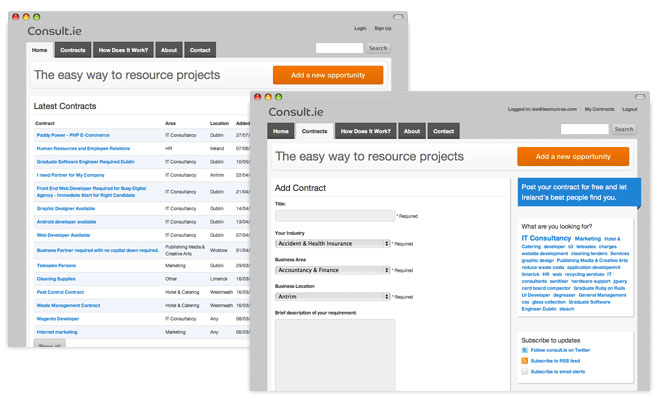 Consult.ie
Login Sign Up
Home Contracts How Does It Work? About Contact Search
The easy way to resource projects Add a new opportunity
Latest Contracts
Contract Area Location Added
Paddy Power - PHP E-Commerce IT Consultancy Dublin 27/07/
Human Resources and Employee Relations HR Ireland 07/08/
Graduate Software Engineer Required Dublin IT Consultancy Dublin 10/05/
I need Partner for My Company IT Consultancy Antrim 22/04/
Front End Web Developer Required for Busy Digital IT Consultancy Dublin 21/04/
Agency - Immediate Start for Right Candidate
Graphic Designer Available IT Consultancy Dublin 14/04/
Android developer available IT Consultancy Dublin 13/04/
Web Developer Available IT Consultancy Dublin 07/04/
Business Partner required with no capital down required. Publishing Media & Wicklow 01/04/
Creative Arts
Telesales Persons Marketing Dublin 23/03/
Cleaning Supplies Other Limerick 16/03/
Pest Control Contract Hotel & Catering Westmeath 16/03/
Waste Management Contract Hotel & Catering Westmeath 16/03/
Magento Developer IT Consultancy Any 08/03/
Internet marketing Marketing Any 06/03/
Show all
Consult.ie
Logged in: lee@leemunroe.com My Contracts Logout
Home Contracts How Does It Work? About Contact Search
The easy way to resource projects Add a new opportunity
Add Contract
Title:
* Required
Your Industry
Accident & Health Insurance * Required
Business Area
Accountancy & Finance * Required
Business Location
Antrim * Required
Brief description of your requirement:
Post your contract for free and let
Ireland's best people find you.
What are you looking for?
IT Consultancy Marketing Hotel &
Catering developer UI telesales charges
website development cleaning tenders Services
graphic design Publishing Media & Creative Arts
reduce waste costs application developemnt
limerick HR web recycling services IT
Consultants sanitiser hardware support jquery
card board compactor Graduate Ruby on Rails
UI Developer degreaser General Management
css glass collection Graduate Software
Engineer Dublin bleach
Subscribe to updates
Follow consult.ie on Twitter
Subscribe to RSS feed
Subscribe to email alerts